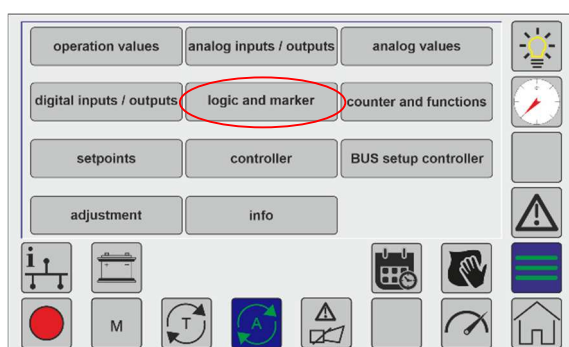 operation values
analog inputs / outputs
analog values
digital inputs / outputs
logic and marker
counter and functions
setpoints
controller
BUS setup controller
adjustment
info
i
M
T
A